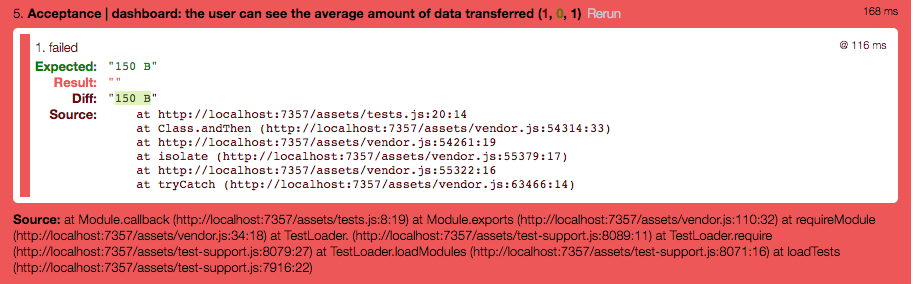 5. Acceptance | dashboard: the user can see the average amount of data transferred (1, 0, 1) Rerun 168 ms
1. failed @ 116 ms
Expected: "150 B"
Result: ""
Diff: "150 B"
Source: at http://localhost:7357/assets/tests.js:20:14
at Class.andThen (http://localhost:7357/assets/vendor.js:54314:33)
at http://localhost:7357/assets/vendor.js:54261:19
at isolate (http://localhost:7357/assets/vendor.js:55379:17)
at http://localhost:7357/assets/vendor.js:55322:16
at tryCatch (http://localhost:7357/assets/vendor.js:63466:14)
Source: at Module.callback (http://localhost:7357/assets/tests.js:8:19) at Module.exports (http://localhost:7357/assets/vendor.js:110:32) at requireModule
(http://localhost:7357/assets/vendor.js:34:18) at TestLoader. (http://localhost:7357/assets/test-support.js:8089:11) at TestLoader.require
(http://localhost:7357/assets/test-support.js:8079:27) at TestLoader.loadModules (http://localhost:7357/assets/test-support.js:8071:16) at loadTests
(http://localhost:7357/assets/test-support.js:7916:22)